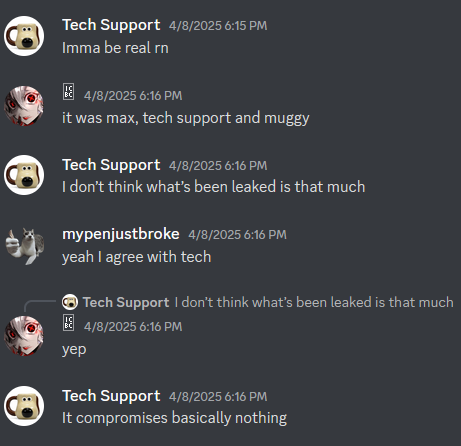 Tech Support 4/8/2025 6:15 PM
Imma be real rn
4/8/2025 6:16 PM
it was max, tech support and muggy
Tech Support 4/8/2025 6:16 PM
I don't think what's been leaked is that much
mypenjustbroke 4/8/2025 6:16 PM
yeah I agree with tech
Tech Support I don't think what's been leaked is that much
4/8/2025 6:16 PM
yep
Tech Support 4/8/2025 6:16 PM
It compromises basically nothing